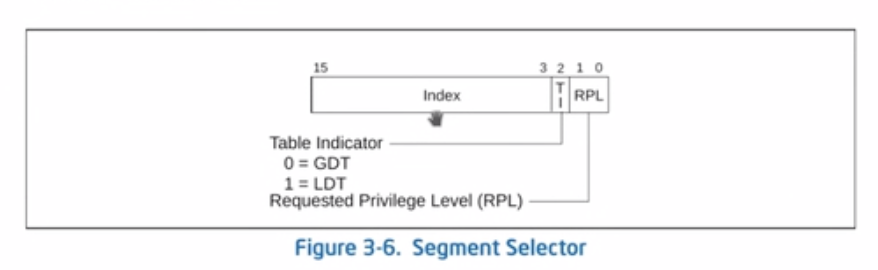 15 3 2 1 0
Index TI RPL
Table Indicator
0 = GDT
1 = LDT
Requested Privilege Level (RPL)
Figure 3-6. Segment Selector